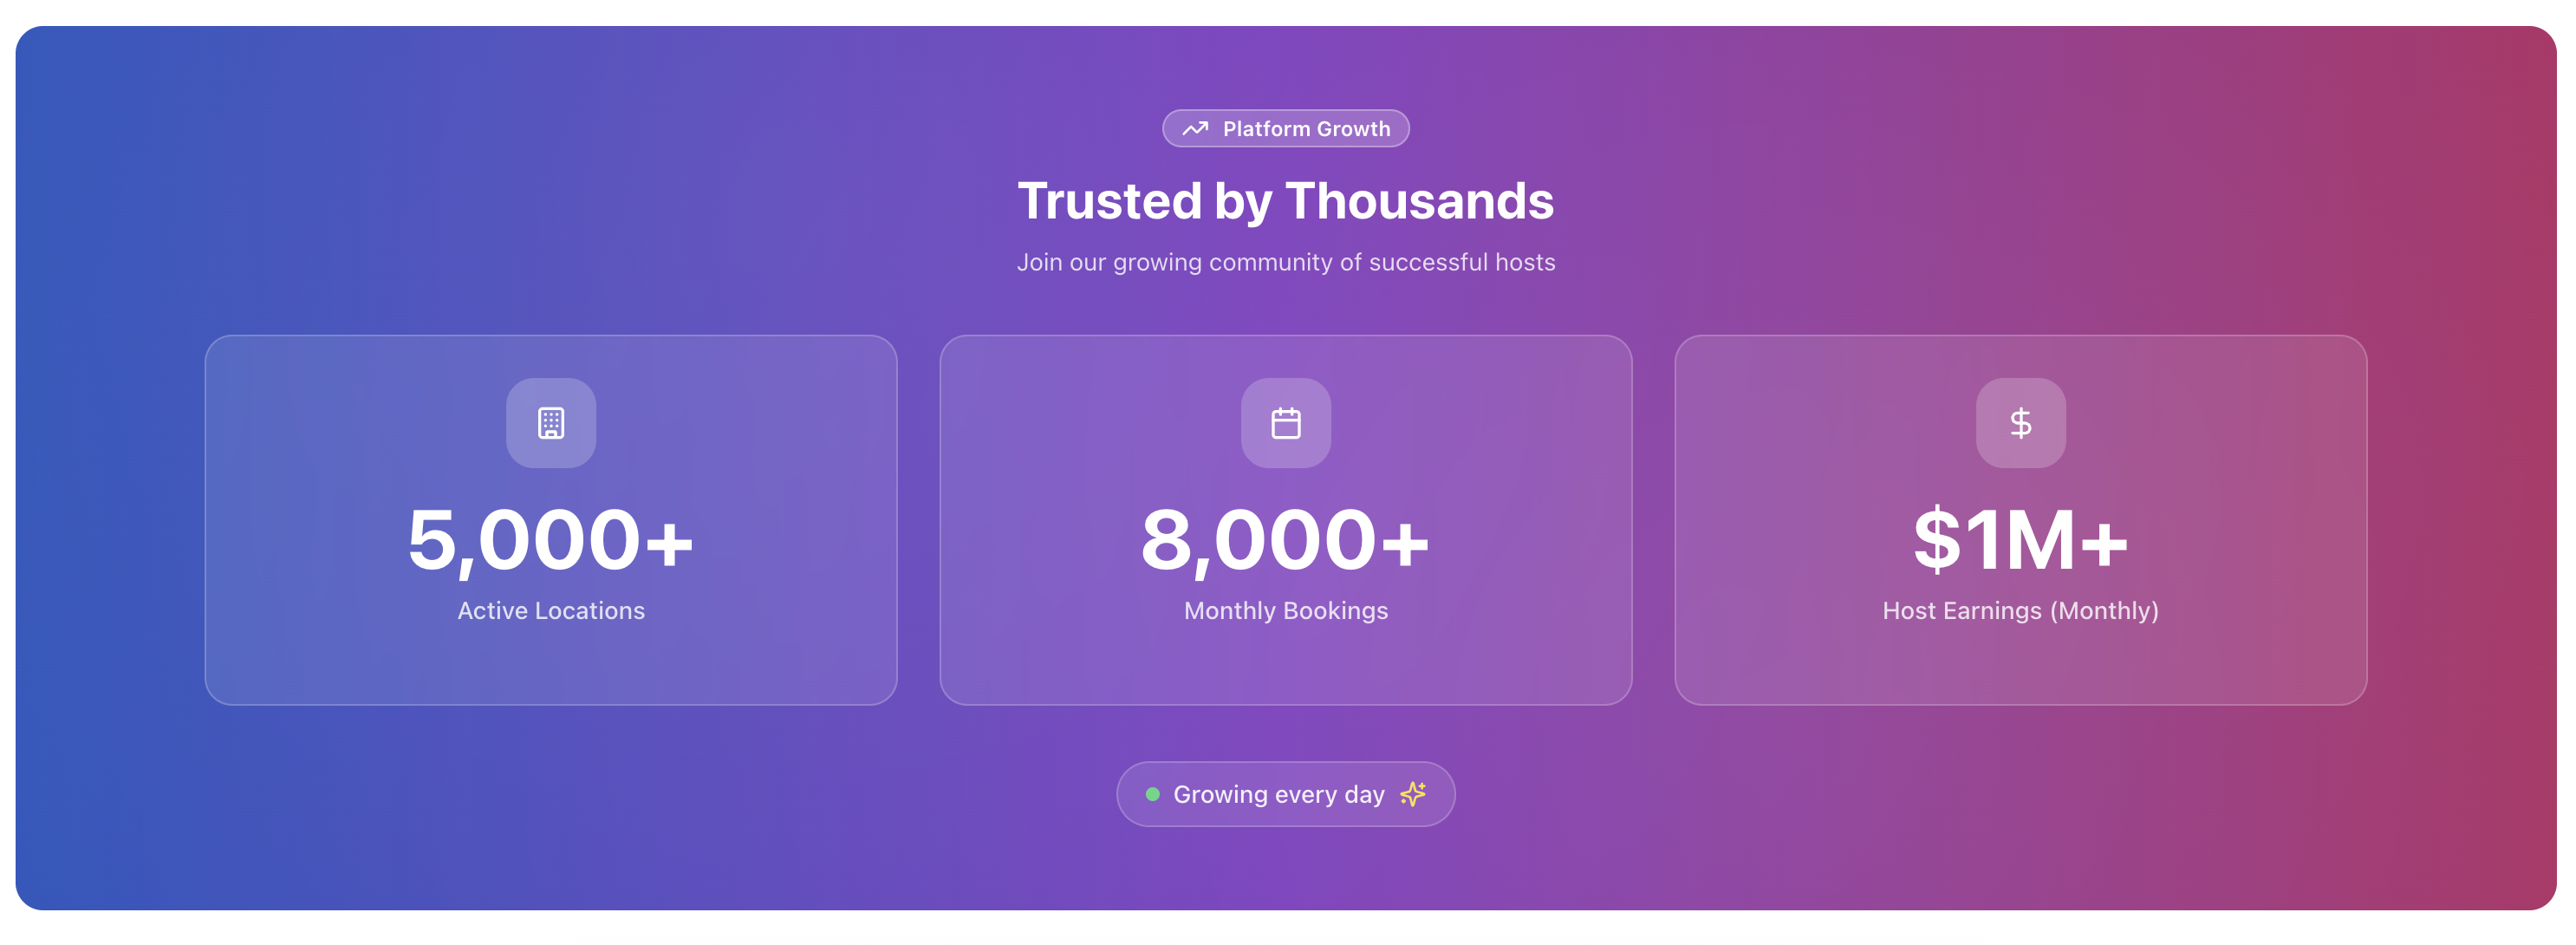 Platform Growth
Trusted by Thousands
Join our growing community of successful hosts
5,000+
Active Locations
8,000+
Monthly Bookings
$1M+
Host Earnings (Monthly)
Growing every day